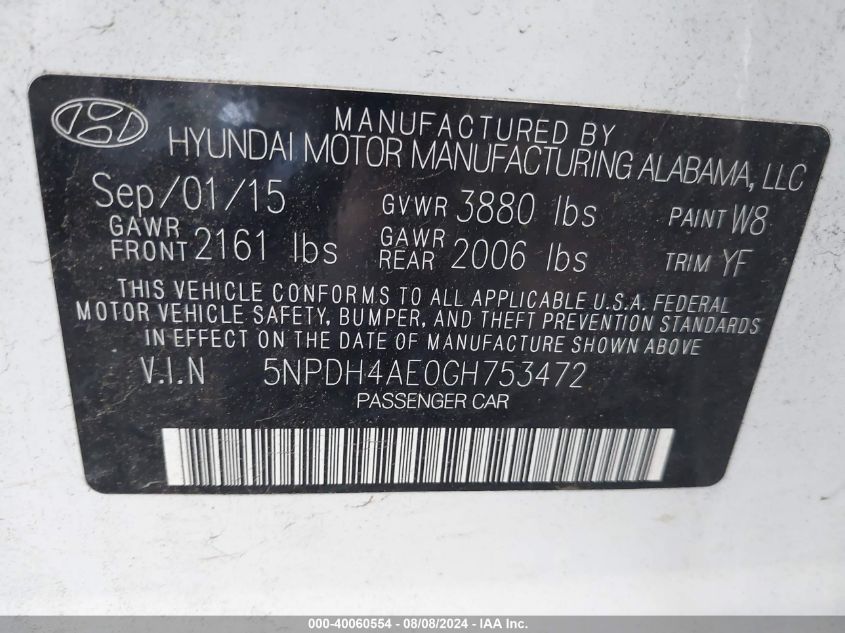 MANUFACTURED BY
HYUNDAI MOTOR MANUFACTURING ALABAMA, LLC
Sep/01/15 GVWR 3880 lbs PAINT W8
GAWR FRONT 2161 lbs GAWR REAR 2006 lbs TRIM YF
THIS VEHICLE CONFORMS TO ALL APPLICABLE U.S.A. FEDERAL
MOTOR VEHICLE SAFETY, BUMPER, AND THEFT PREVENTION STANDARDS
IN EFFECT ON THE DATE OF MANUFACTURE SHOWN ABOVE.
V.I.N 5NPDH4AE0GH753472
PASSENGER CAR
000-40060554 - 08/08/2024 - IAA Inc.